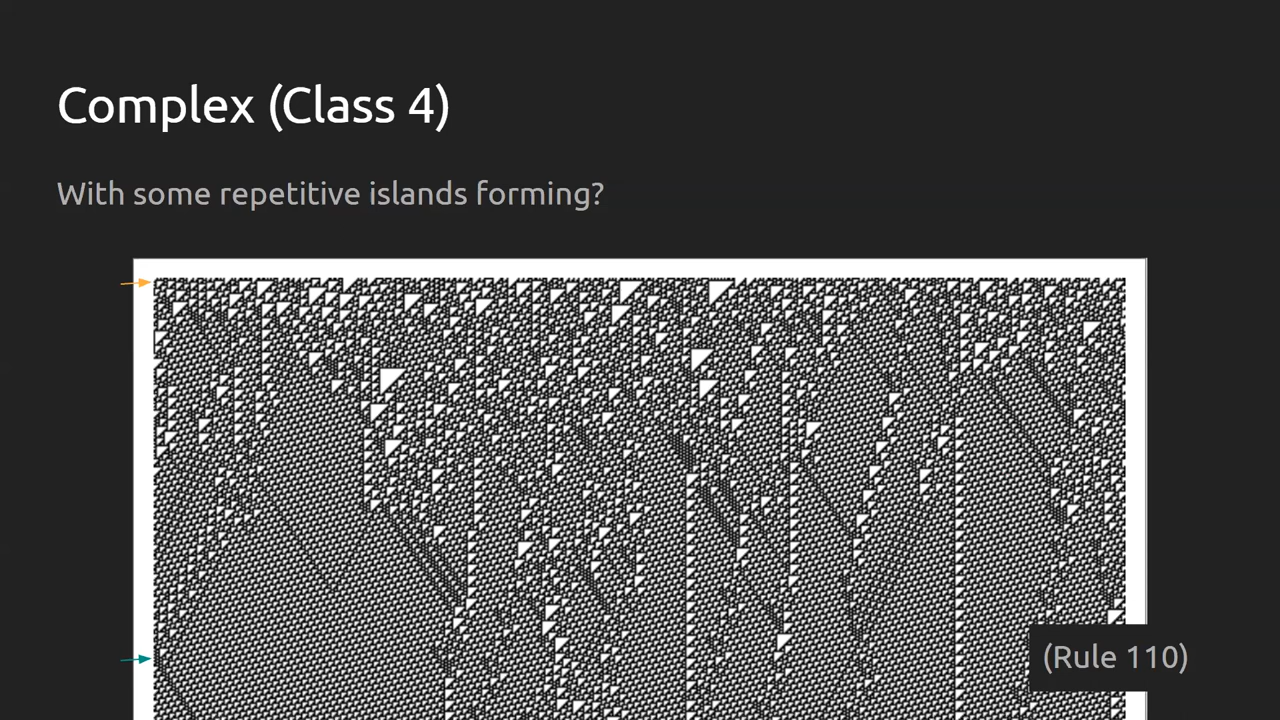 Complex (Class 4)
With some repetitive islands forming?
(Rule 110)